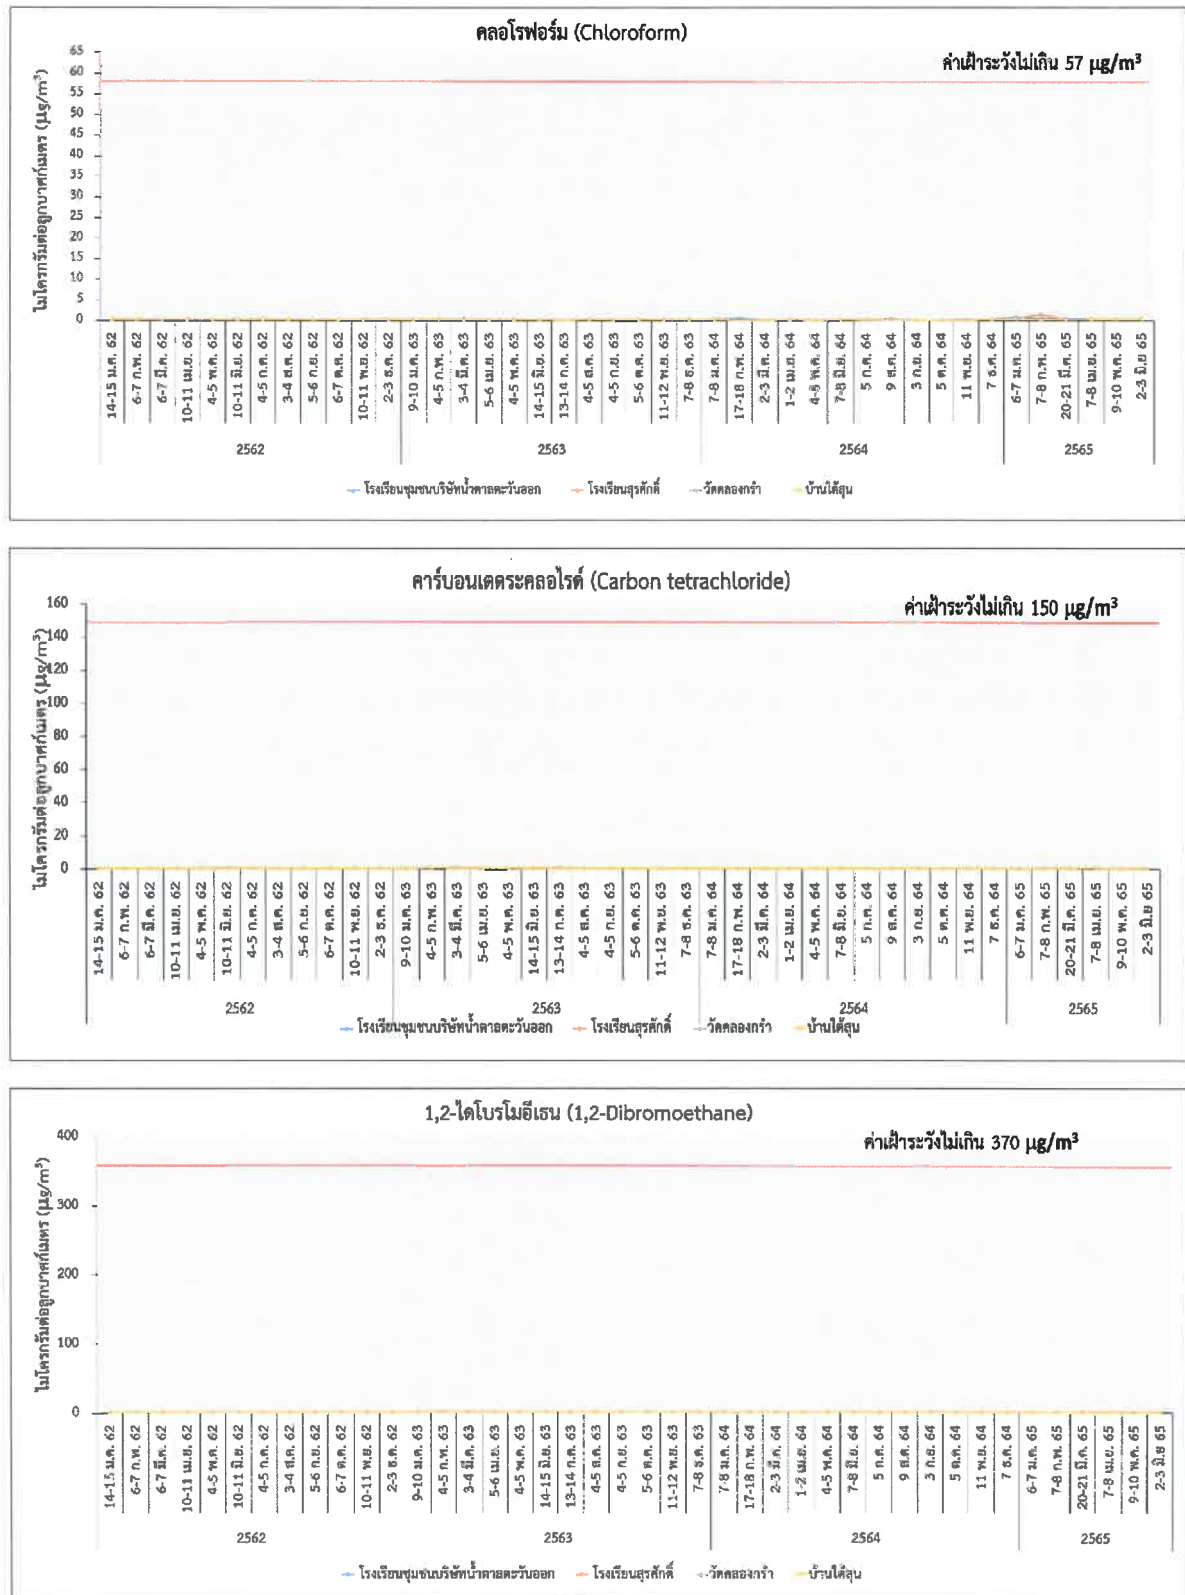 คลอโรฟอร์ม (Chloroform)
ค่าเฝ้าระวังไม่เกิน 57 µg/m³
ไมโครกรัมต่อลูกบาศก์เมตร (µg/m³)
65
60
55
50
45
40
35
30
25
20
15
10
5
0
14-15 ม.ค. 62
6-7 ก.พ. 62
6-7 มี.ค. 62
10-11 เม.ย. 62
4-5 พ.ค. 62
10-11 มิ.ย. 62
4-5 ก.ค. 62
3-4 ส.ค. 62
5-6 ก.ย. 62
6-7 ต.ค. 62
10-11 พ.ย. 62
2-3 ธ.ค. 62
9-10 ม.ค. 63
4-5 ก.พ. 63
3-4 มี.ค. 63
5-6 เม.ย. 63
4-5 พ.ค. 63
14-15 มิ.ย. 63
13-14 ก.ค. 63
4-5 ส.ค. 63
4-5 ก.ย. 63
5-6 ต.ค. 63
11-12 พ.ย. 63
7-8 ธ.ค. 63
7-8 ม.ค. 64
17-18 ก.พ. 64
2-3 มี.ค. 64
1-2 เม.ย. 64
4-5 พ.ค. 64
7-8 มิ.ย. 64
5 ก.ค. 64
9 ส.ค. 64
3 ก.ย. 64
5 ต.ค. 64
11 พ.ย. 64
7 ธ.ค. 64
6-7 ม.ค. 65
7-8 ก.พ. 65
20-21 มี.ค. 65
7-8 เม.ย. 65
9-10 พ.ค. 65
2-3 มิ.ย 65
2562 2563 2564 2565
โรงเรียนชุมชนบริษัทน้ำตาลตะวันออก โรงเรียนสุรศักดิ์ วัดคลองกรำ บ้านใต้สุน
คาร์บอนเตตระคลอไรด์ (Carbon tetrachloride)
ค่าเฝ้าระวังไม่เกิน 150 µg/m³
ไมโครกรัมต่อลูกบาศก์เมตร (µg/m³)
160
140
120
100
80
60
40
20
0
14-15 ม.ค. 62
6-7 ก.พ. 62
6-7 มี.ค. 62
10-11 เม.ย. 62
4-5 พ.ค. 62
10-11 มิ.ย. 62
4-5 ก.ค. 62
3-4 ส.ค. 62
5-6 ก.ย. 62
6-7 ต.ค. 62
10-11 พ.ย. 62
2-3 ธ.ค. 62
9-10 ม.ค. 63
4-5 ก.พ. 63
3-4 มี.ค. 63
5-6 เม.ย. 63
4-5 พ.ค. 63
14-15 มิ.ย. 63
13-14 ก.ค. 63
4-5 ส.ค. 63
4-5 ก.ย. 63
5-6 ต.ค. 63
11-12 พ.ย. 63
7-8 ธ.ค. 63
7-8 ม.ค. 64
17-18 ก.พ. 64
2-3 มี.ค. 64
1-2 เม.ย. 64
4-5 พ.ค. 64
7-8 มิ.ย. 64
5 ก.ค. 64
9 ส.ค. 64
3 ก.ย. 64
5 ต.ค. 64
11 พ.ย. 64
7 ธ.ค. 64
6-7 ม.ค. 65
7-8 ก.พ. 65
20-21 มี.ค. 65
7-8 เม.ย. 65
9-10 พ.ค. 65
2-3 มิ.ย 65
2562 2563 2564 2565
โรงเรียนชุมชนบริษัทน้ำตาลตะวันออก โรงเรียนสุรศักดิ์ วัดคลองกรำ บ้านใต้สุน
1,2-ไดโบรโมอีเธน (1,2-Dibromoethane)
ค่าเฝ้าระวังไม่เกิน 370 µg/m³
ไมโครกรัมต่อลูกบาศก์เมตร (µg/m³)
400
300
200
100
0
14-15 ม.ค. 62
6-7 ก.พ. 62
6-7 มี.ค. 62
10-11 เม.ย. 62
4-5 พ.ค. 62
10-11 มิ.ย. 62
4-5 ก.ค. 62
3-4 ส.ค. 62
5-6 ก.ย. 62
6-7 ต.ค. 62
10-11 พ.ย. 62
2-3 ธ.ค. 62
9-10 ม.ค. 63
4-5 ก.พ. 63
3-4 มี.ค. 63
5-6 เม.ย. 63
4-5 พ.ค. 63
14-15 มิ.ย. 63
13-14 ก.ค. 63
4-5 ส.ค. 63
4-5 ก.ย. 63
5-6 ต.ค. 63
11-12 พ.ย. 63
7-8 ธ.ค. 63
7-8 ม.ค. 64
17-18 ก.พ. 64
2-3 มี.ค. 64
1-2 เม.ย. 64
4-5 พ.ค. 64
7-8 มิ.ย. 64
5 ก.ค. 64
9 ส.ค. 64
3 ก.ย. 64
5 ต.ค. 64
11 พ.ย. 64
7 ธ.ค. 64
6-7 ม.ค. 65
7-8 ก.พ. 65
20-21 มี.ค. 65
7-8 เม.ย. 65
9-10 พ.ค. 65
2-3 มิ.ย 65
2562 2563 2564 2565
โรงเรียนชุมชนบริษัทน้ำตาลตะวันออก โรงเรียนสุรศักดิ์ วัดคลองกรำ บ้านใต้สุน